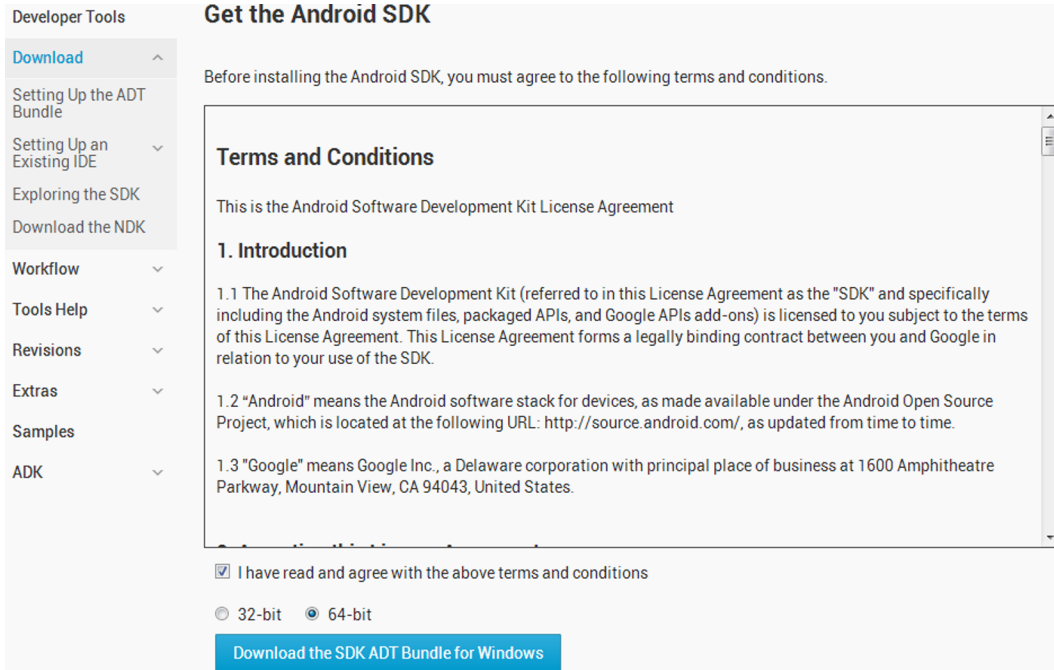 Developer Tools
Download
Setting Up the ADT
Bundle
Setting Up an
Existing IDE
Exploring the SDK
Download the NDK
Workflow
Tools Help
Revisions
Extras
Samples
ADK
Get the Android SDK
Before installing the Android SDK, you must agree to the following terms and conditions.
Terms and Conditions
This is the Android Software Development Kit License Agreement
1. Introduction
1.1 The Android Software Development Kit (referred to in this License Agreement as the "SDK" and specifically
including the Android system files, packaged APIs, and Google APIs add-ons) is licensed to you subject to the terms
of this License Agreement. This License Agreement forms a legally binding contract between you and Google in
relation to your use of the SDK.
1.2 “Android” means the Android software stack for devices, as made available under the Android Open Source
Project, which is located at the following URL: http://source.android.com/, as updated from time to time.
1.3 "Google" means Google Inc., a Delaware corporation with principal place of business at 1600 Amphitheatre
Parkway, Mountain View, CA 94043, United States.
I have read and agree with the above terms and conditions
32-bit 64-bit
Download the SDK ADT Bundle for Windows